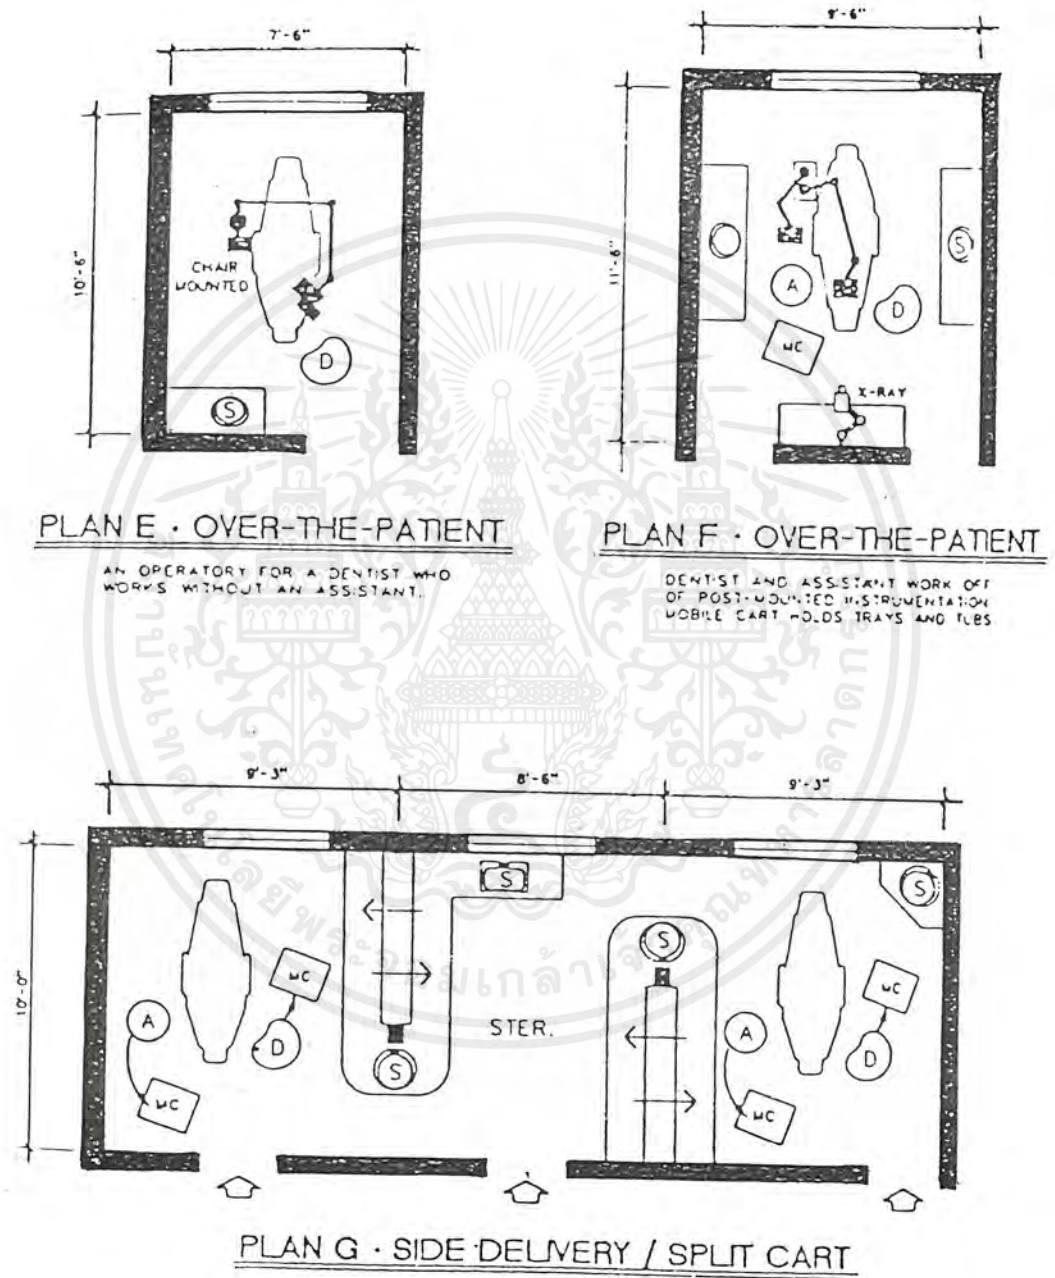 7'-6"
9'-6"
10'-6"
CHAIR
MOUNTED
D
S
11'-6"
S
A
D
MC
X-RAY
PLAN E · OVER-THE-PATIENT
AN OPERATORY FOR A DENTIST WHO
WORKS WITHOUT AN ASSISTANT.
PLAN F · OVER-THE-PATIENT
DENTIST AND ASSISTANT WORK OFF
OF POST-MOUNTED INSTRUMENTATION
MOBILE CART HOLDS TRAYS AND TUBS
9'-3"
8'-6"
9'-3"
10'-0"
S
S
S
MC
A
D
S
STER.
MC
A
D
MC
MC
PLAN G · SIDE DELIVERY / SPLIT CART